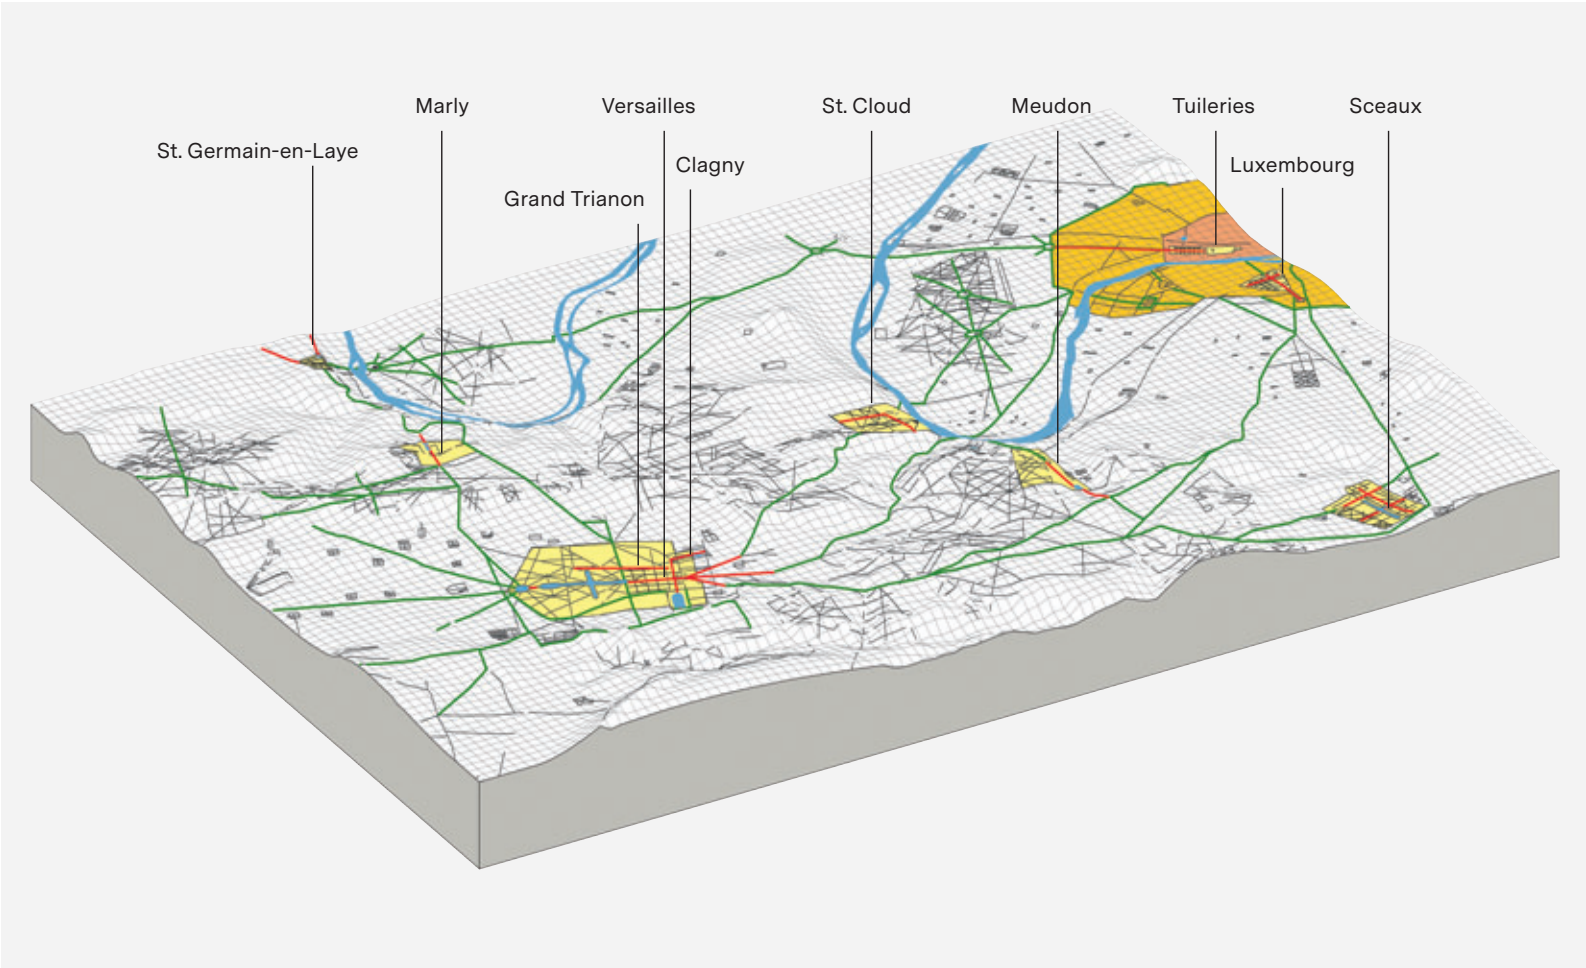 Marly
Versailles
St. Cloud
Meudon
Tuileries
Sceaux
St. Germain-en-Laye
Clagny
Luxembourg
Grand Trianon